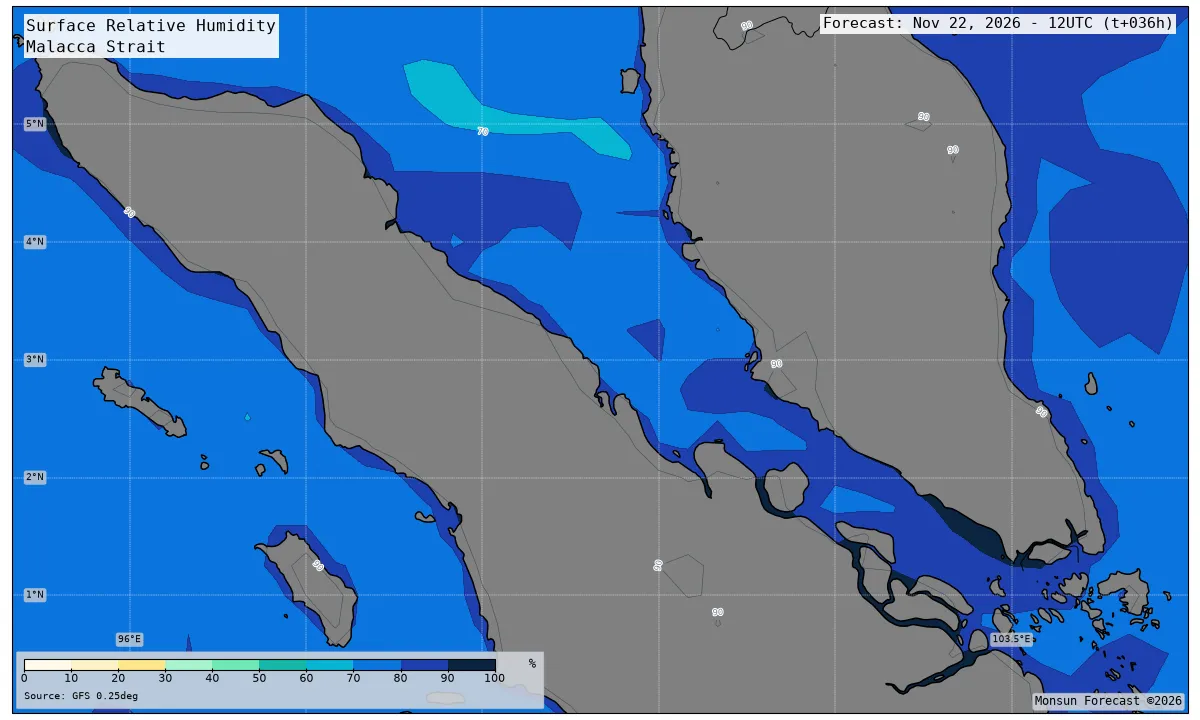 Surface Relative Humidity
Malacca Strait
Forecast: Nov 22, 2026 - 12UTC (t+036h)
90
90
70
90
5°N
90
4°N
3°N
90
90
2°N
90
90
1°N
90
96°E
103.5°E
%
0 10 20 30 40 50 60 70 80 90 100
Source: GFS 0.25deg
Monsun Forecast ©2026